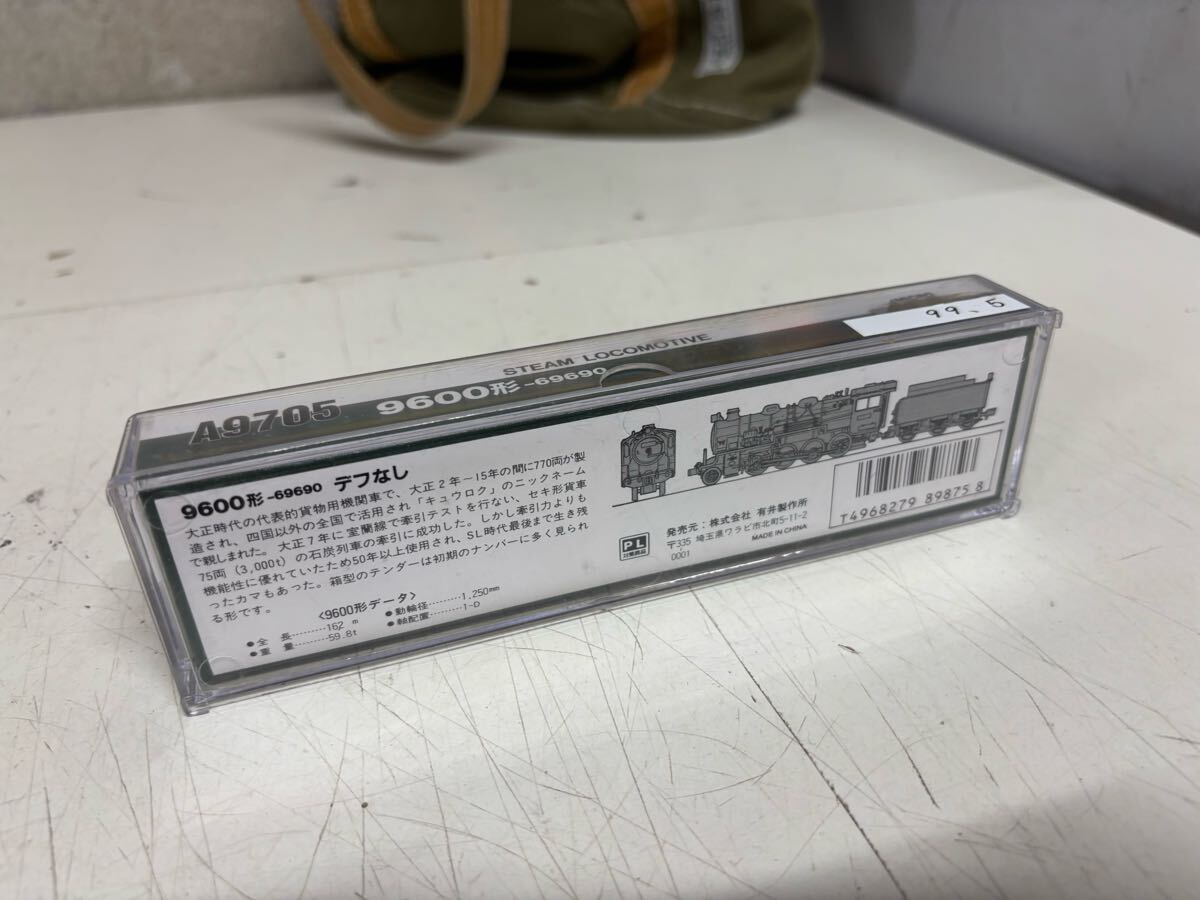 99、5
STEAM LOCOMOTIVE
A9705 9600形-69690
9600形-69690 デフなし
大正時代の代表的貨物用機関車で、大正2年〜15年の間に770両が製
造され、四国以外の全国で活用され「キュウロク」のニックネーム
で親しまれた。大正7年に室蘭線で牽引テストを行ない、セキ形貨車
75両（3,000t）の石炭列車の牽引に成功した。しかし牽引力よりも
機能性に優れていたため50年以上使用され、SL時代最後まで生き残
ったカマもあった。箱型のテンダーは初期のナンバーに多く見られ
る形です。
〈9600形データ〉
●全長………162 m ●動輪径………1,250mm
●重量………59.8t ●軸配置………1-D
PL
対策商品
発売元：株式会社 有井製作所
〒335 埼玉県ワラビ市北町5-11-2
0001
MADE IN CHINA
T4968279 89875 8